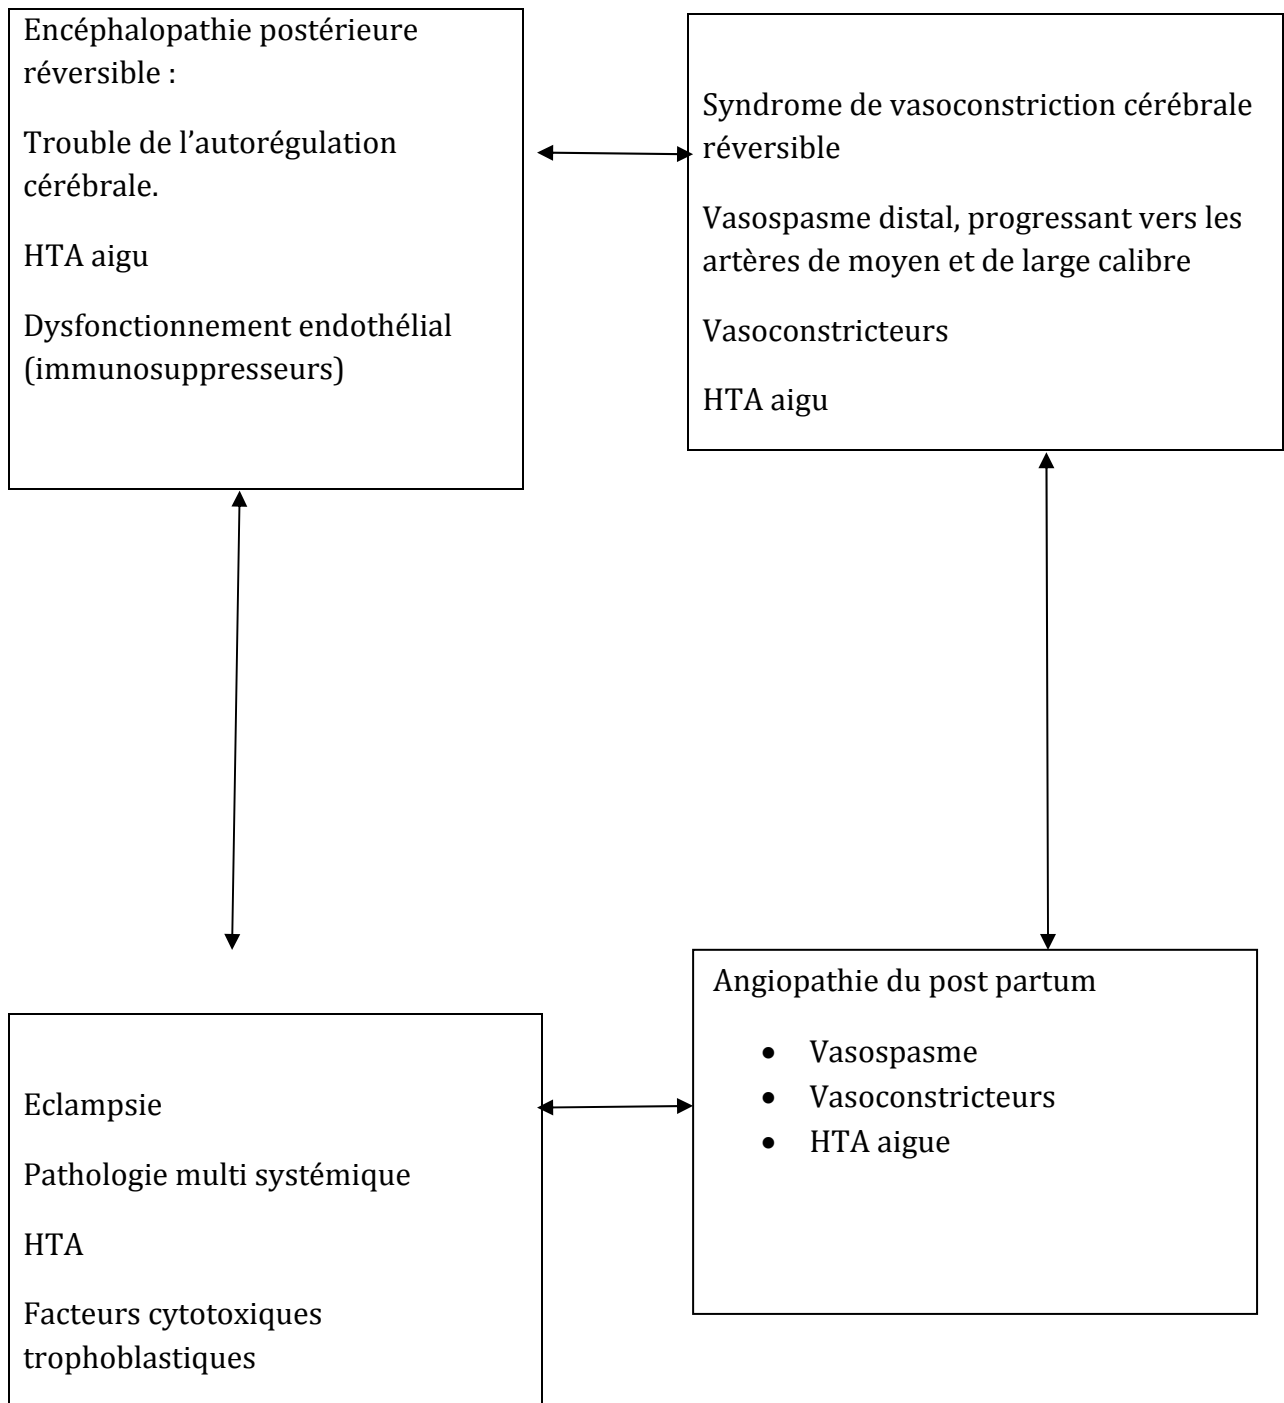 Encéphalopathie postérieure
réversible :
Trouble de l’autorégulation
cérébrale.
HTA aigu
Dysfonctionnement endothélial
(immunosuppresseurs)
Syndrome de vasoconstriction cérébrale
réversible
Vasospasme distal, progressant vers les
artères de moyen et de large calibre
Vasoconstricteurs
HTA aigu
Eclampsie
Pathologie multi systémique
HTA
Facteurs cytotoxiques
trophoblastiques
Angiopathie du post partum
• Vasospasme
• Vasoconstricteurs
• HTA aigue